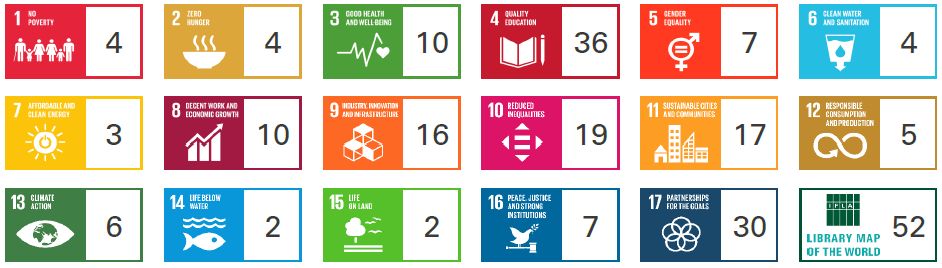 1 NO
POVERTY
4
2 ZERO
HUNGER
4
3 GOOD HEALTH
AND WELL-BEING
10
4 QUALITY
EDUCATION
36
5 GENDER
EQUALITY
7
6 CLEAN WATER
AND SANITATION
4
7 AFFORDABLE AND
CLEAN ENERGY
3
8 DECENT WORK AND
ECONOMIC GROWTH
10
9 INDUSTRY, INNOVATION
AND INFRASTRUCTURE
16
10 REDUCED
INEQUALITIES
19
11 SUSTAINABLE CITIES
AND COMMUNITIES
17
12 RESPONSIBLE
CONSUMPTION
AND PRODUCTION
5
13 CLIMATE
ACTION
6
14 LIFE BELOW
WATER
2
15 LIFE
ON LAND
2
16 PEACE, JUSTICE
AND STRONG
INSTITUTIONS
7
17 PARTNERSHIPS
FOR THE GOALS
30
IFLA
LIBRARY MAP
OF THE WORLD
52